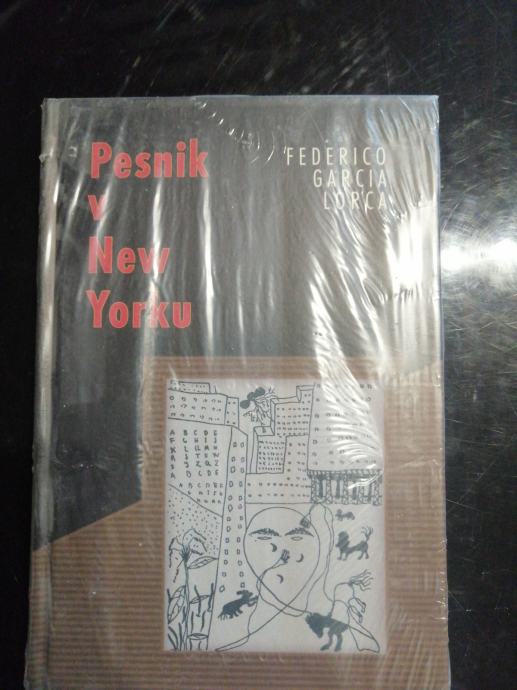 Pesnik
v
New
Yorku
FEDERICO
GARCIA
LORCA
A B C D E